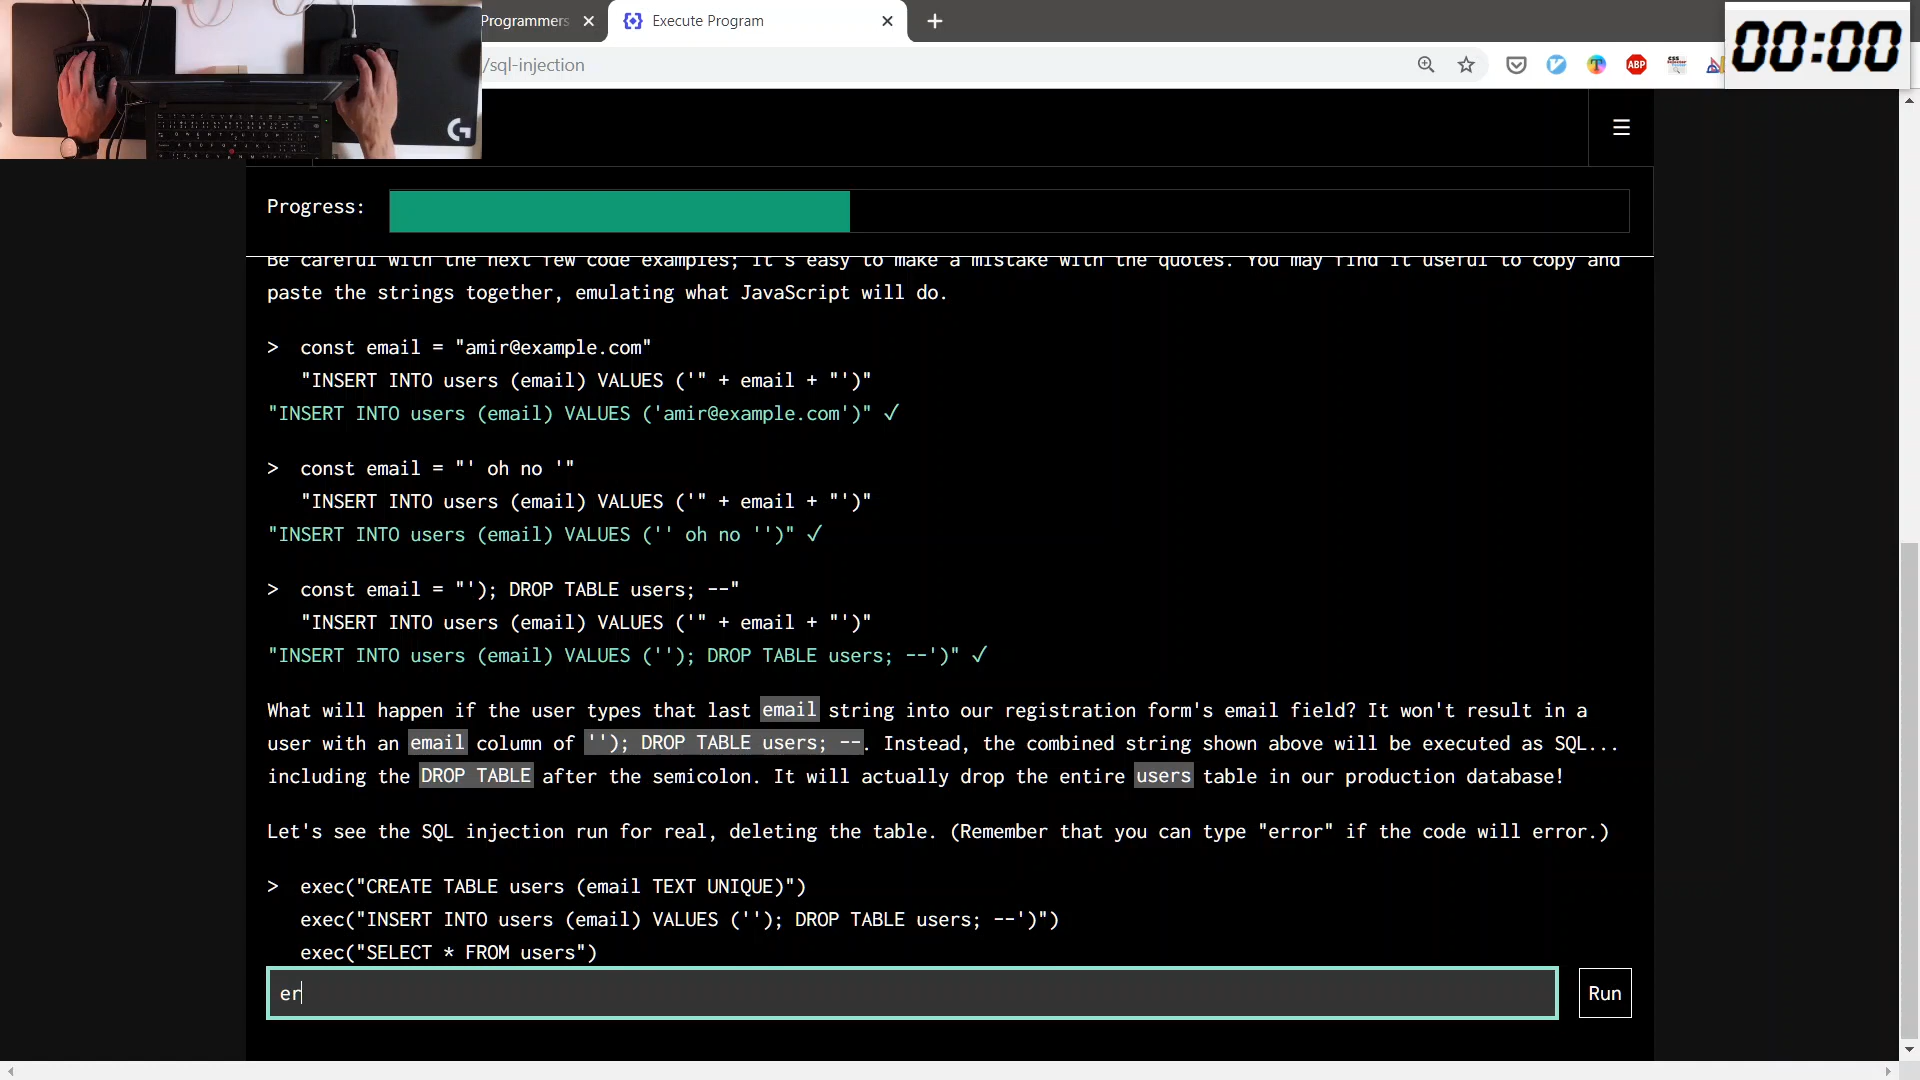 Programmers
Execute Program
00:00
/sql-injection
ABP
Progress:
Be careful with the next few code examples; it's easy to make a mistake with the quotes. You may find it useful to copy and
paste the strings together, emulating what JavaScript will do.
> const email = "amir@example.com"
"INSERT INTO users (email) VALUES ('" + email + "')"
"INSERT INTO users (email) VALUES ('amir@example.com')" ✓
> const email = "' oh no '"
"INSERT INTO users (email) VALUES ('" + email + "')"
"INSERT INTO users (email) VALUES ('' oh no '')" ✓
> const email = "'); DROP TABLE users; --"
"INSERT INTO users (email) VALUES ('" + email + "')"
"INSERT INTO users (email) VALUES (''); DROP TABLE users; --')" ✓
What will happen if the user types that last email string into our registration form's email field? It won't result in a
user with an email column of ''); DROP TABLE users; --. Instead, the combined string shown above will be executed as SQL...
including the DROP TABLE after the semicolon. It will actually drop the entire users table in our production database!
Let's see the SQL injection run for real, deleting the table. (Remember that you can type "error" if the code will error.)
> exec("CREATE TABLE users (email TEXT UNIQUE)")
exec("INSERT INTO users (email) VALUES (''); DROP TABLE users; --')")
exec("SELECT * FROM users")
er
Run